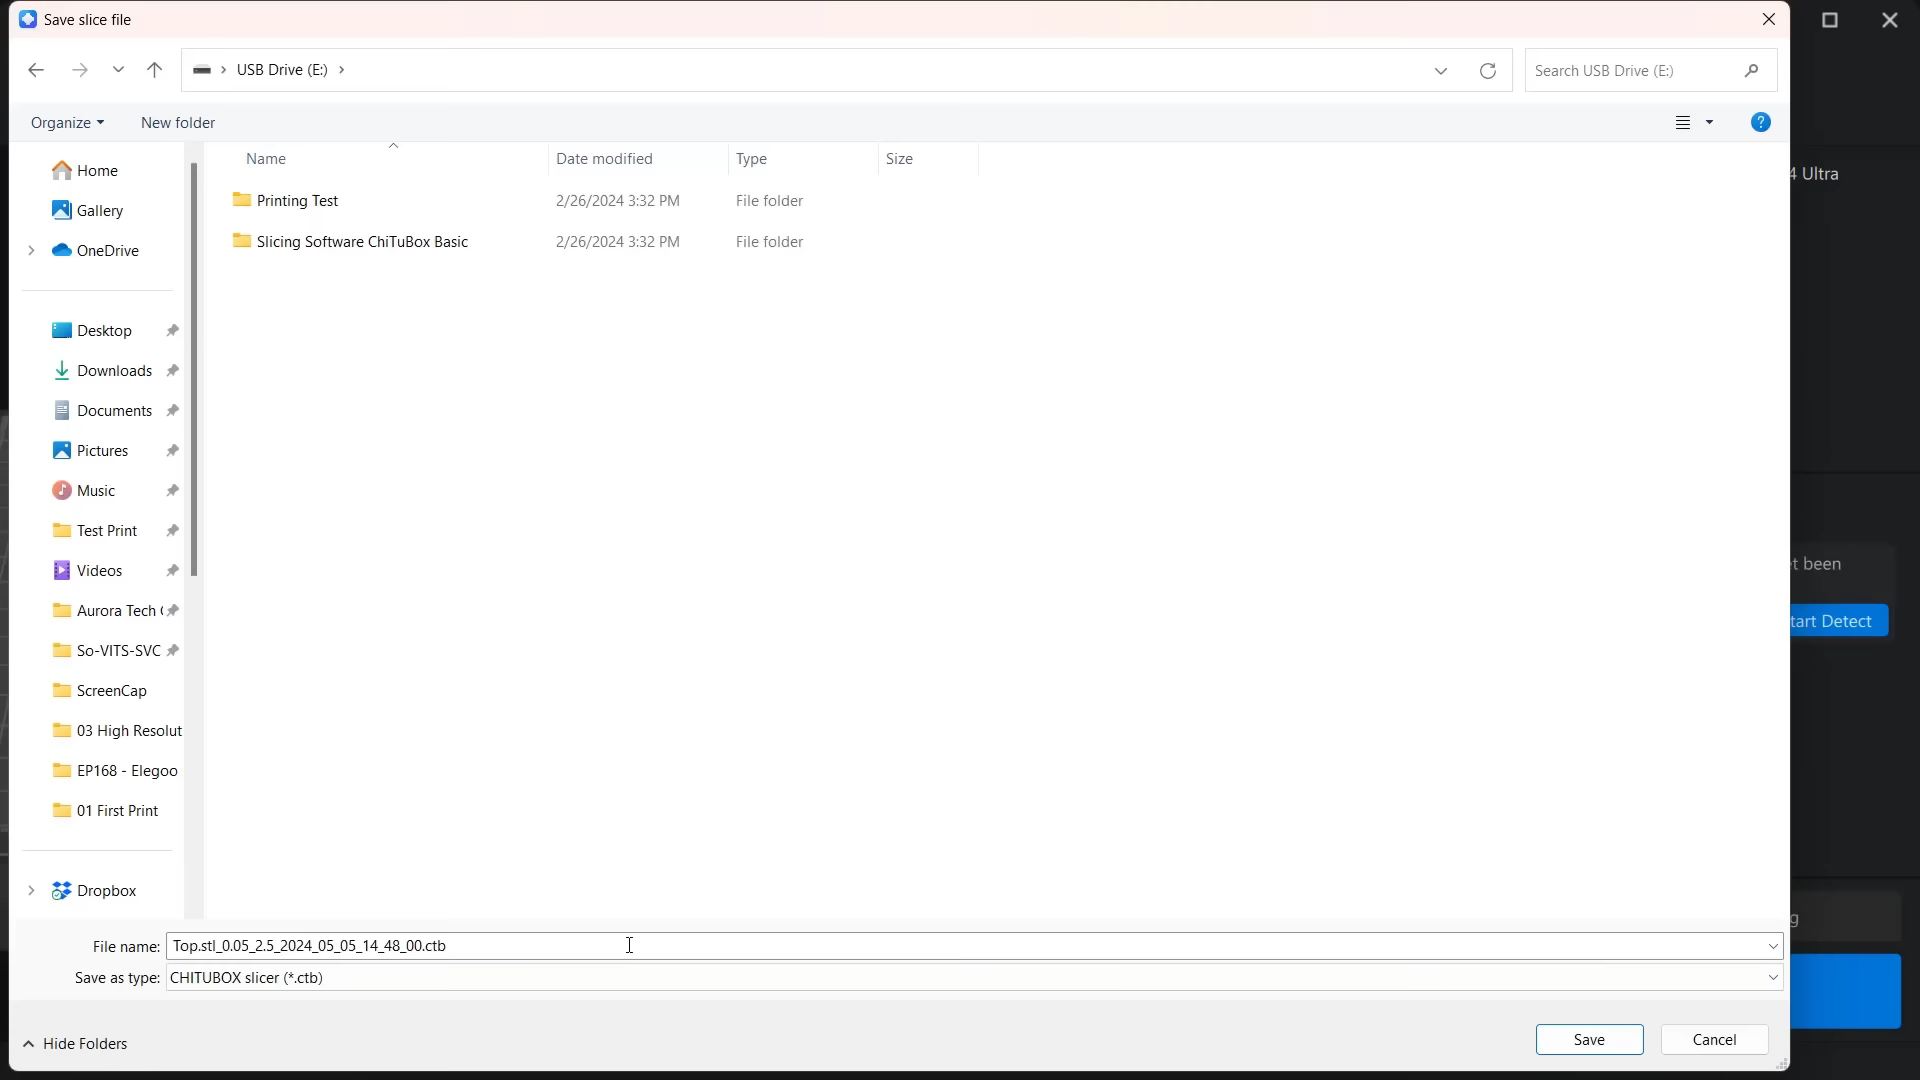 Save slice file
USB Drive (E:)
Search USB Drive (E:)
Organize
New folder
Name
Date modified
Type
Size
Home
Gallery
OneDrive
Desktop
Downloads
Documents
Pictures
Music
Test Print
Videos
Aurora Tech
So-VITS-SVC
ScreenCap
03 High Resolut
EP168 - Elegoo
01 First Print
Dropbox
Printing Test 2/26/2024 3:32 PM File folder
Slicing Software ChiTuBox Basic 2/26/2024 3:32 PM File folder
4 Ultra
been
tart Detect
File name: Top.stl_0.05_2.5_2024_05_05_14_48_00.ctb
Save as type: CHITUBOX slicer (*.ctb)
Hide Folders
Save
Cancel